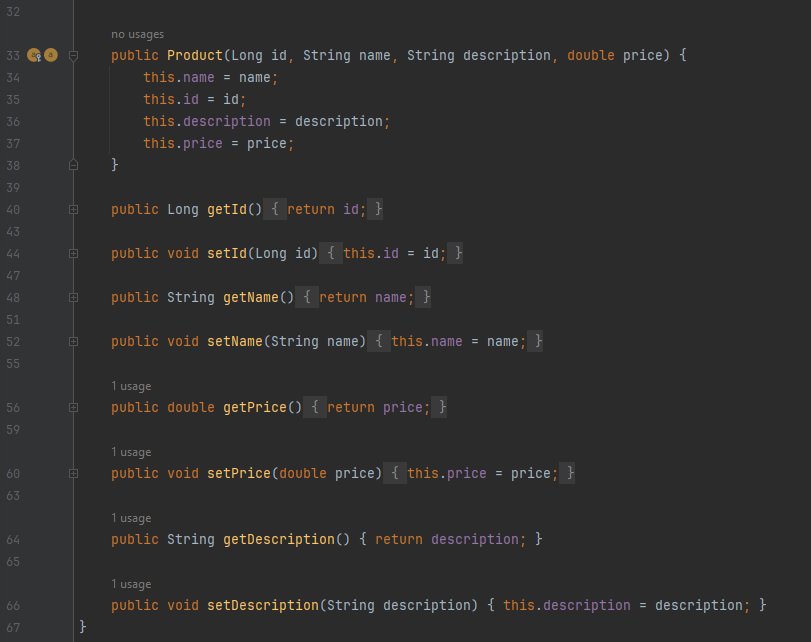 32
no usages
33 public Product(Long id, String name, String description, double price) {
34 this.name = name;
35 this.id = id;
36 this.description = description;
37 this.price = price;
38 }
39
40 public Long getId() { return id; }
43
44 public void setId(Long id) { this.id = id; }
47
48 public String getName() { return name; }
51
52 public void setName(String name) { this.name = name; }
55
1 usage
56 public double getPrice() { return price; }
59
1 usage
60 public void setPrice(double price) { this.price = price; }
63
1 usage
64 public String getDescription() { return description; }
65
1 usage
66 public void setDescription(String description) { this.description = description; }
67 }